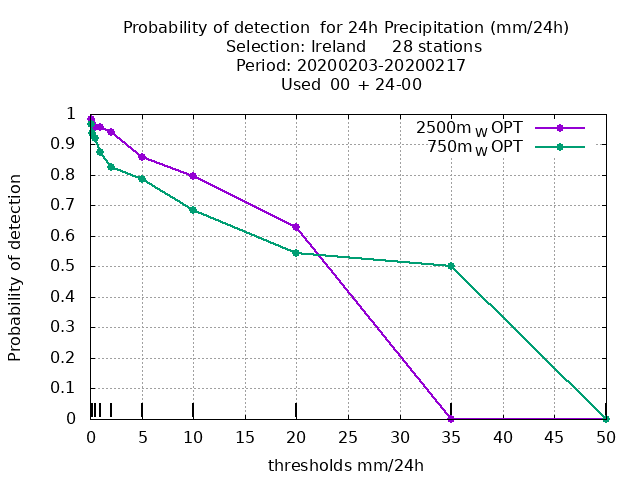 Probability of detection for 24h Precipitation (mm/24h)
Selection: Ireland 28 stations
Period: 20200203-20200217
Used 00 + 24-00
2500m W OPT
750m W OPT
1
0.9
0.8
0.7
0.6
0.5
0.4
0.3
0.2
0.1
0
Probability of detection
0 5 10 15 20 25 30 35 40 45 50
thresholds mm/24h